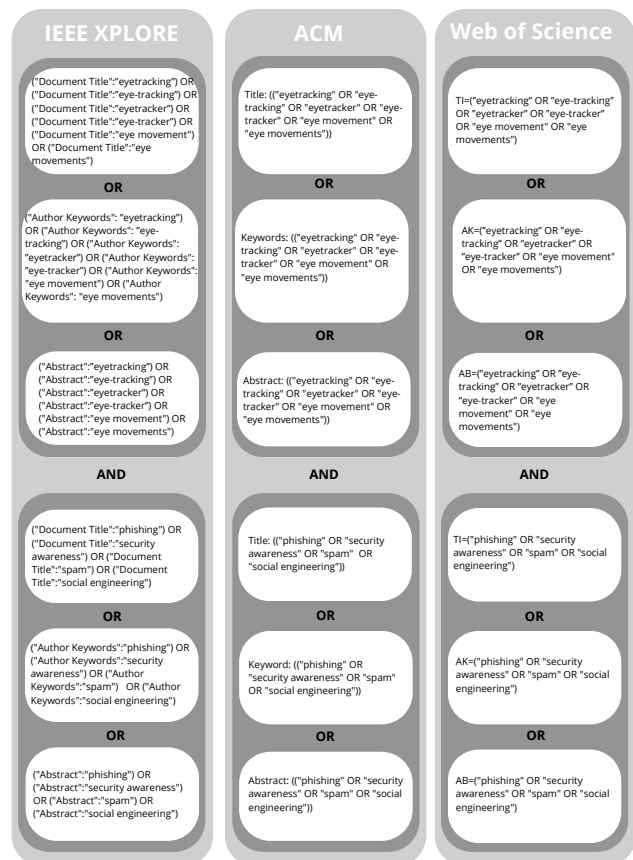 IEEE XPLORE
("Document Title":"eyetracking") OR
("Document Title":"eye-tracking") OR
("Document Title":"eyetracker") OR
("Document Title":"eye-tracker") OR
("Document Title":"eye movement")
OR ("Document Title":"eye
movements")
OR
("Author Keywords": "eyetracking")
OR ("Author Keywords": "eye-
tracking") OR ("Author Keywords":
"eyetracker") OR ("Author Keywords":
"eye-tracker") OR ("Author Keywords":
"eye movement") OR ("Author
Keywords": "eye movements")
OR
("Abstract":"eyetracking") OR
("Abstract":"eye-tracking") OR
("Abstract":"eyetracker") OR
("Abstract":"eye-tracker") OR
("Abstract":"eye movement") OR
("Abstract":"eye movements")
AND
("Document Title":"phishing") OR
("Document Title":"security
awareness") OR ("Document
Title":"spam") OR ("Document
Title":"social engineering")
OR
("Author Keywords":"phishing") OR
("Author Keywords":"security
awareness") OR ("Author
Keywords":"spam") OR ("Author
Keywords":"social engineering")
OR
("Abstract":"phishing") OR
("Abstract":"security awareness")
OR ("Abstract":"spam") OR
("Abstract":"social engineering")
ACM
Title: (("eyetracking" OR "eye-
tracking" OR "eyetracker" OR "eye-
tracker" OR "eye movement" OR
"eye movements"))
OR
Keywords: (("eyetracking" OR "eye-
tracking" OR "eyetracker" OR "eye-
tracker" OR "eye movement" OR
"eye movements"))
OR
Abstract: (("eyetracking" OR "eye-
tracking" OR "eyetracker" OR "eye-
tracker" OR "eye movement" OR
"eye movements"))
AND
Title: (("phishing" OR "security
awareness" OR "spam" OR
"social engineering"))
OR
Keyword: (("phishing" OR
"security awareness" OR "spam"
OR "social engineering"))
OR
Abstract: (("phishing" OR "security
awareness" OR "spam" OR "social
engineering"))
Web of Science
TI=("eyetracking" OR "eye-tracking"
OR "eyetracker" OR "eye-tracker"
OR "eye movement" OR "eye
movements")
OR
AK=("eyetracking" OR "eye-
tracking" OR "eyetracker" OR
"eye-tracker" OR "eye movement"
OR "eye movements")
OR
AB=("eyetracking" OR "eye-
tracking" OR "eyetracker" OR
"eye-tracker" OR "eye
movement" OR "eye
movements")
AND
TI=("phishing" OR "security
awareness" OR "spam" OR "social
engineering")
OR
AK=("phishing" OR "security
awareness" OR "spam" OR "social
engineering")
OR
AB=("phishing" OR "security
awareness" OR "spam" OR "social
engineering")